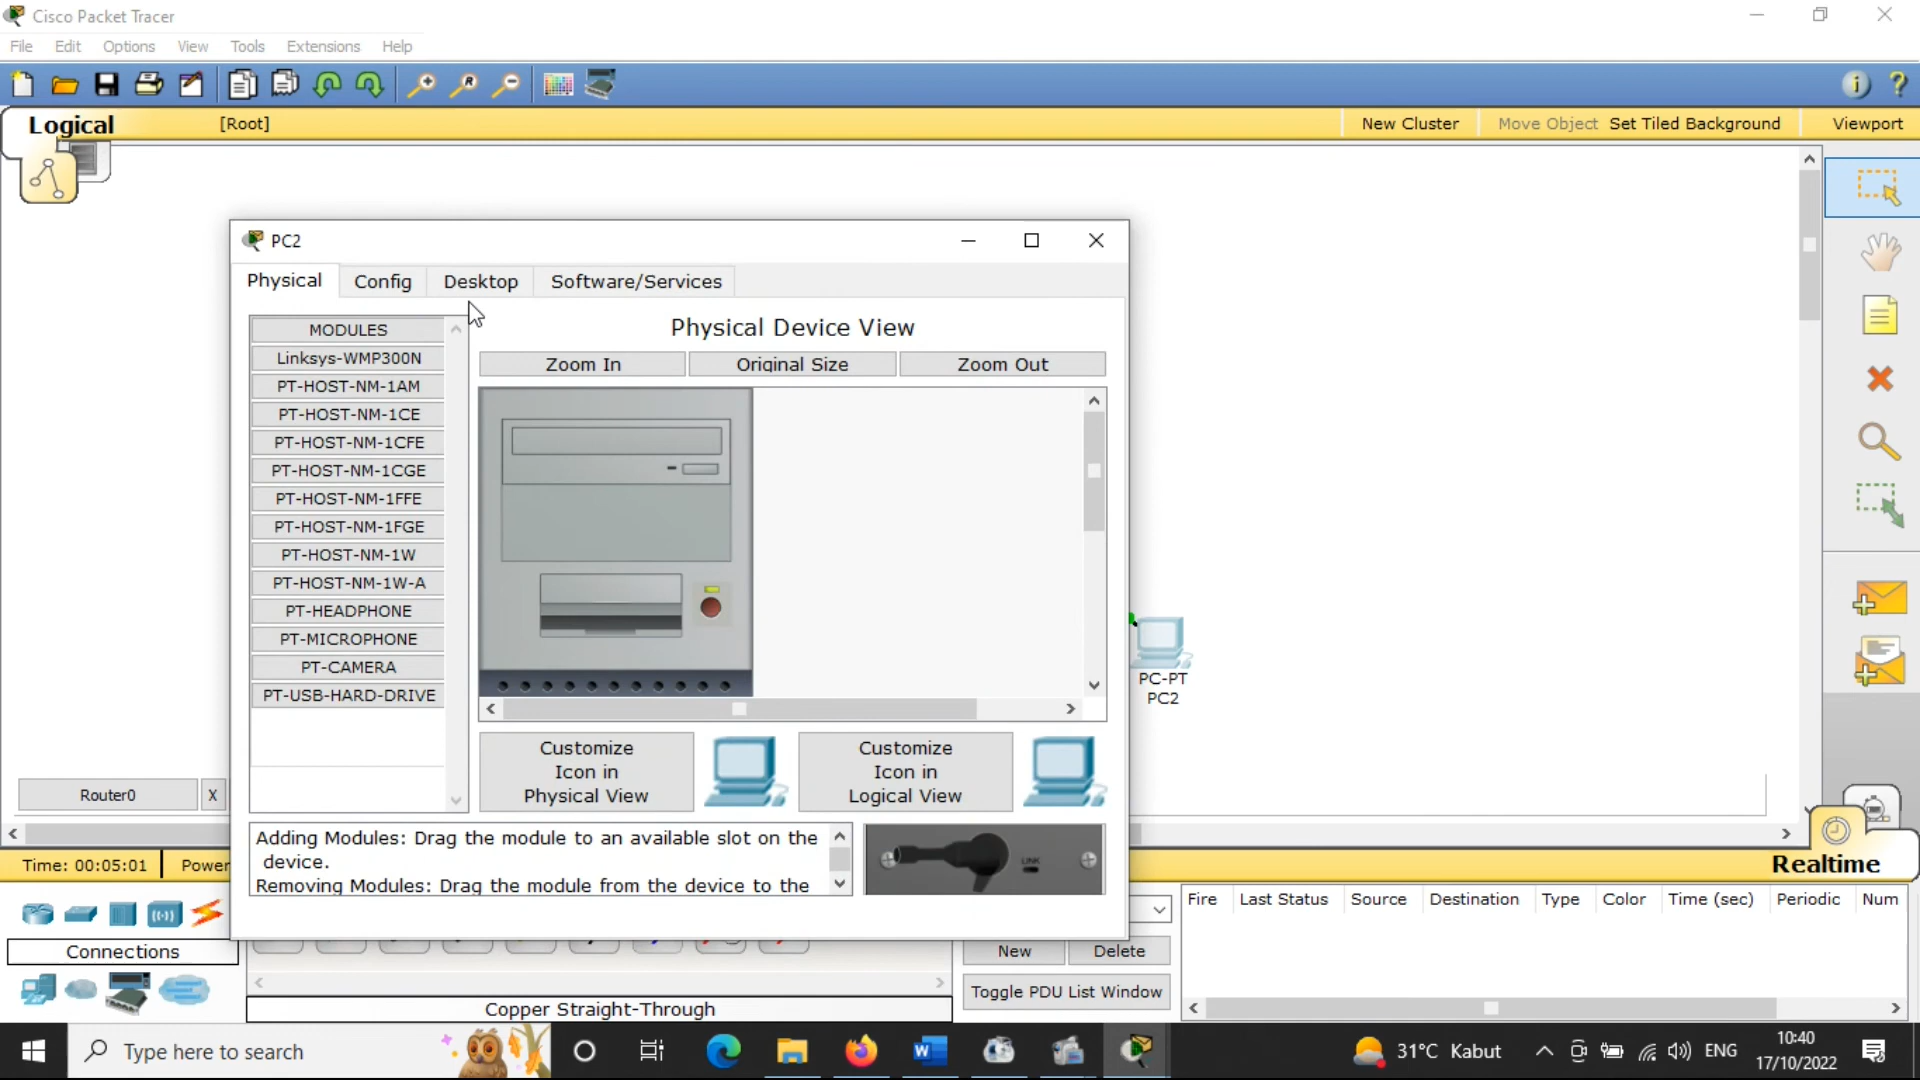 Cisco Packet Tracer
File Edit Options View Tools Extensions Help
Logical [Root] New Cluster Move Object Set Tiled Background Viewport
PC2
Physical Config Desktop Software/Services
MODULES
Linksys-WMP300N
PT-HOST-NM-1AM
PT-HOST-NM-1CE
PT-HOST-NM-1CFE
PT-HOST-NM-1CGE
PT-HOST-NM-1FFE
PT-HOST-NM-1FGE
PT-HOST-NM-1W
PT-HOST-NM-1W-A
PT-HEADPHONE
PT-MICROPHONE
PT-CAMERA
PT-USB-HARD-DRIVE
Physical Device View
Zoom In Original Size Zoom Out
Customize
Icon in
Physical View
Customize
Icon in
Logical View
Adding Modules: Drag the module to an available slot on the
device.
Removing Modules: Drag the module from the device to the
LINK
PC-PT
PC2
Router0 X
Time: 00:05:01 Power
Realtime
Connections
Copper Straight-Through
New Delete
Toggle PDU List Window
Fire Last Status Source Destination Type Color Time (sec) Periodic Num
Type here to search
31°C Kabut
ENG
10:40
17/10/2022